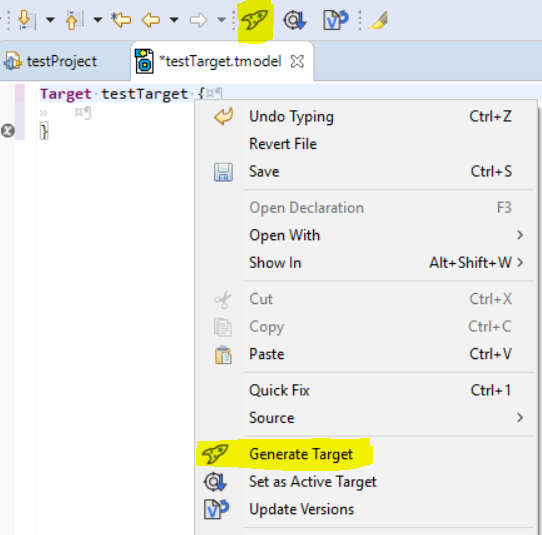 testProject
*testTarget.tmodel
Target testTarget {
}
Undo Typing Ctrl+Z
Revert File
Save Ctrl+S
Open Declaration F3
Open With
Show In Alt+Shift+W
Cut Ctrl+X
Copy Ctrl+C
Paste Ctrl+V
Quick Fix Ctrl+1
Source
Generate Target
Set as Active Target
Update Versions